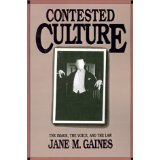 CONTESTED
CULTURE
THE IMAGE, THE VOICE, AND THE LAW
JANE M. GAINES